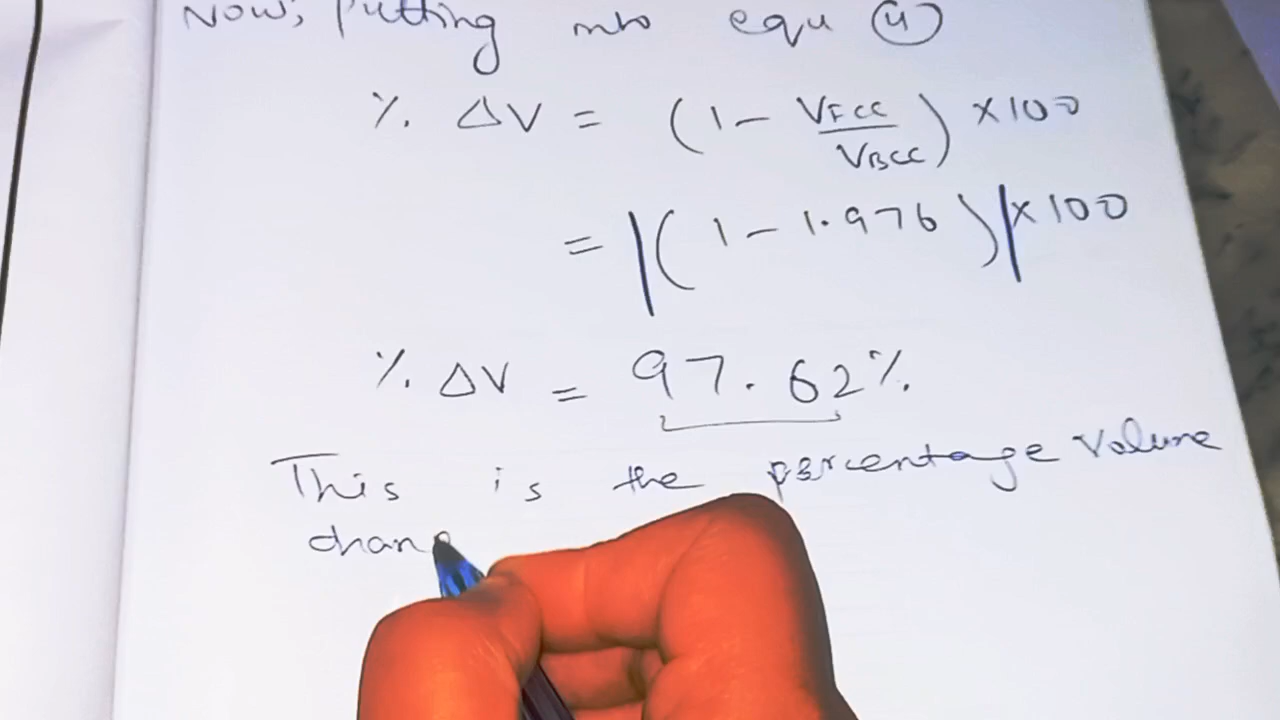 Now, Putting into equ (4)
% ΔV = (1 - VFCC/VBCC) × 100
= |(1 - 1.976)| × 100
% ΔV = 97.62%
This is the percentage Volume
chan